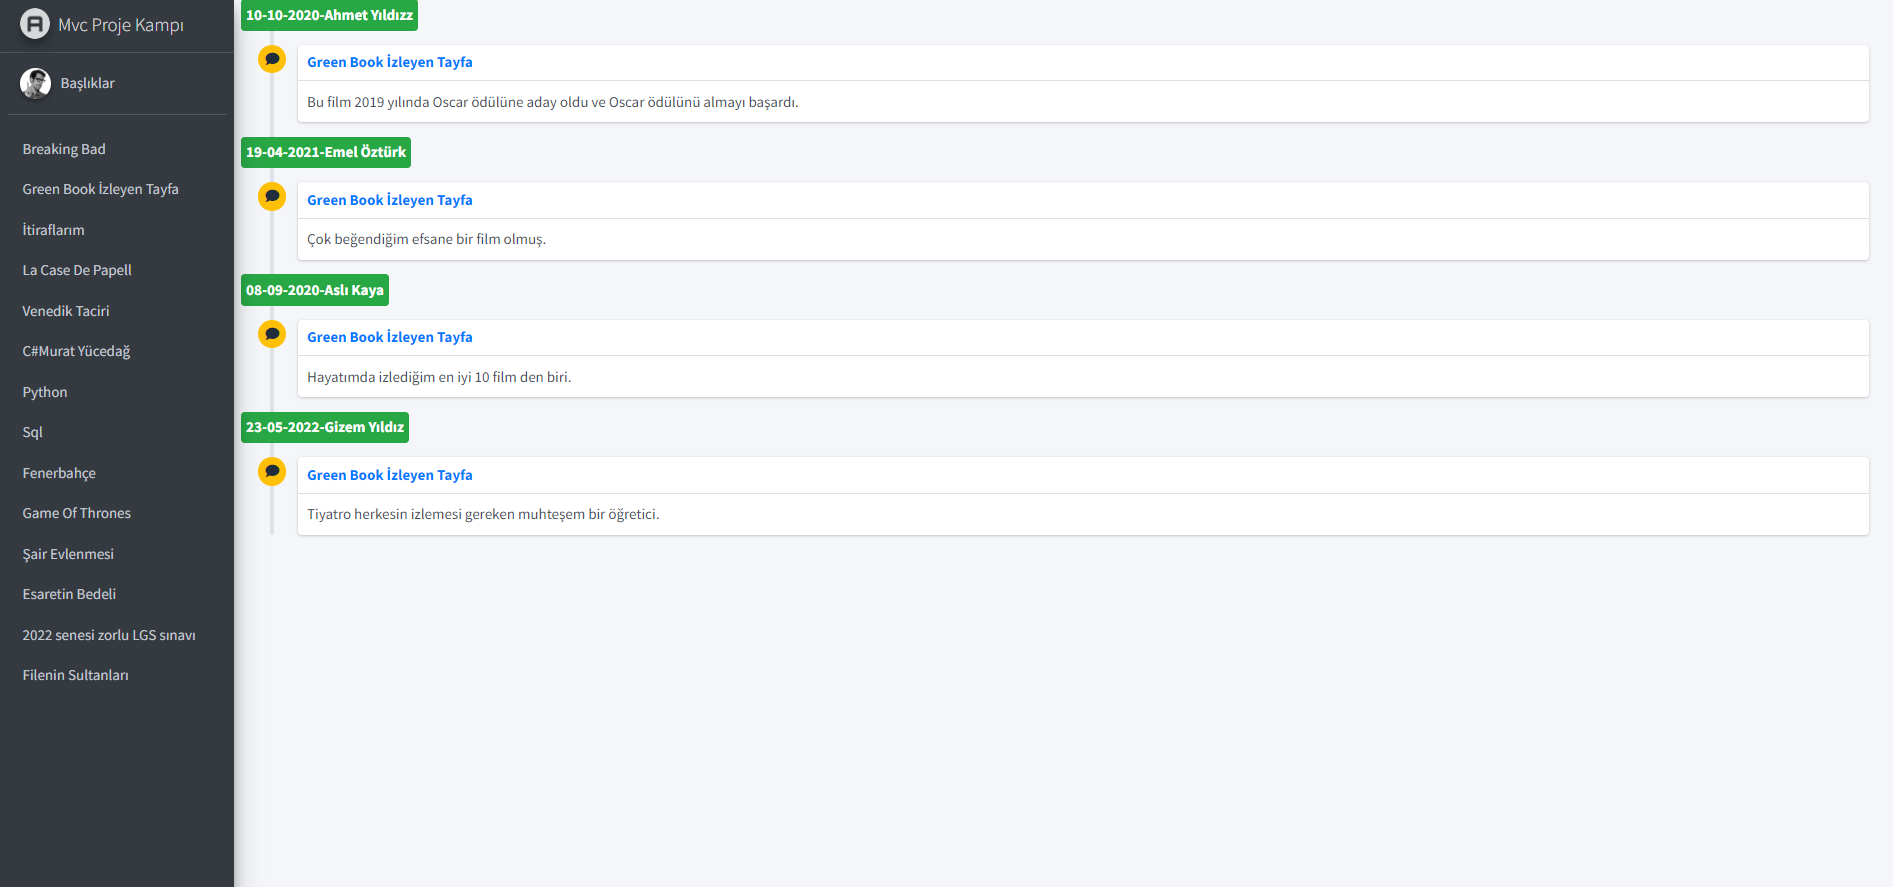 Mvc Proje Kampı
Başlıklar
Breaking Bad
Green Book İzleyen Tayfa
İtiraflarım
La Case De Papell
Venedik Taciri
C#Murat Yücedağ
Python
Sql
Fenerbahçe
Game Of Thrones
Şair Evlenmesi
Esaretin Bedeli
2022 senesi zorlu LGS sınavı
Filenin Sultanları
10-10-2020-Ahmet Yıldızz
Green Book İzleyen Tayfa
Bu film 2019 yılında Oscar ödülüne aday oldu ve Oscar ödülünü almayı başardı.
19-04-2021-Emel Öztürk
Green Book İzleyen Tayfa
Çok beğendiğim efsane bir film olmuş.
08-09-2020-Aslı Kaya
Green Book İzleyen Tayfa
Hayatımda izlediğim en iyi 10 film den biri.
23-05-2022-Gizem Yıldız
Green Book İzleyen Tayfa
Tiyatro herkesin izlemesi gereken muhteşem bir öğretici.